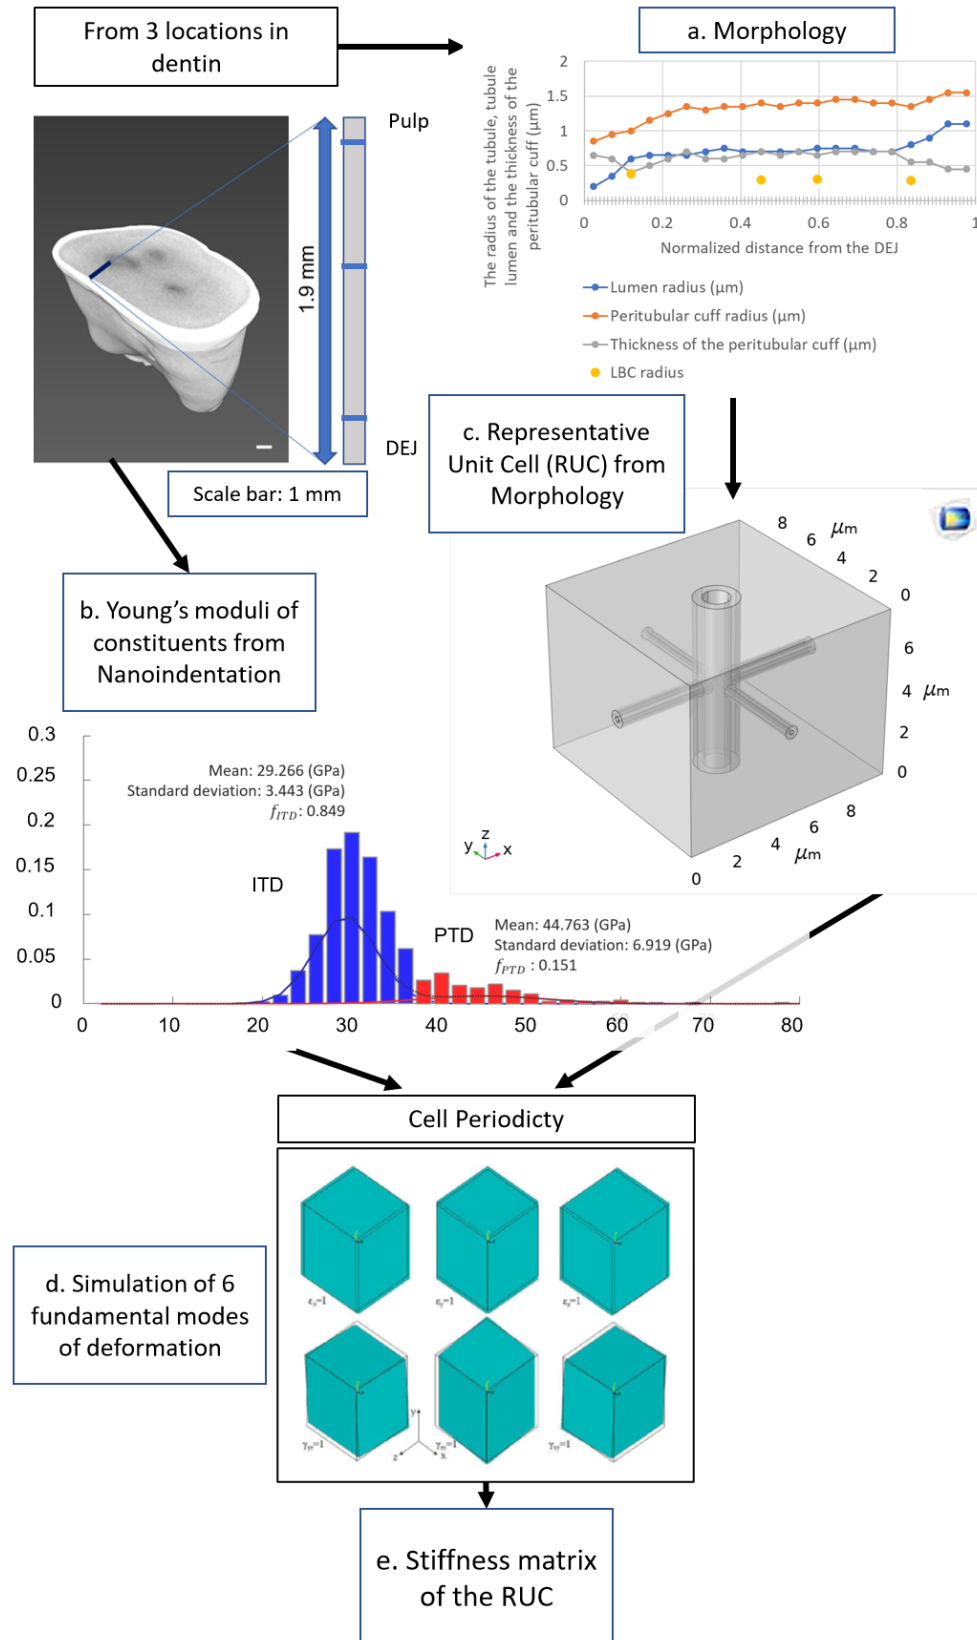 From 3 locations in
dentin
a. Morphology
The radius of the tubule, tubule
lumen and the thickness of the
peritubular cuff (μm)
2
1.5
1
0.5
0
0
0.2
0.4
0.6
0.8
1
Normalized distance from the DEJ
Lumen radius (μm)
Peritubular cuff radius (μm)
Thickness of the peritubular cuff (μm)
LBC radius
Pulp
1.9 mm
DEJ
Scale bar: 1 mm
c. Representative
Unit Cell (RUC) from
Morphology
8
6
μm
4
2
0
6
4 μm
2
0
8
6
4
μm
2
0
z
y
x
b. Young's moduli of
constituents from
Nanoindentation
0.3
0.25
0.2
0.15
0.1
0.05
0
Mean: 29.266 (GPa)
Standard deviation: 3.443 (GPa)
fITD: 0.849
ITD
PTD
Mean: 44.763 (GPa)
Standard deviation: 6.919 (GPa)
fPTD : 0.151
0
10
20
30
40
50
60
70
80
Cell Periodicty
d. Simulation of 6
fundamental modes
of deformation
y
z
x
e. Stiffness matrix
of the RUC